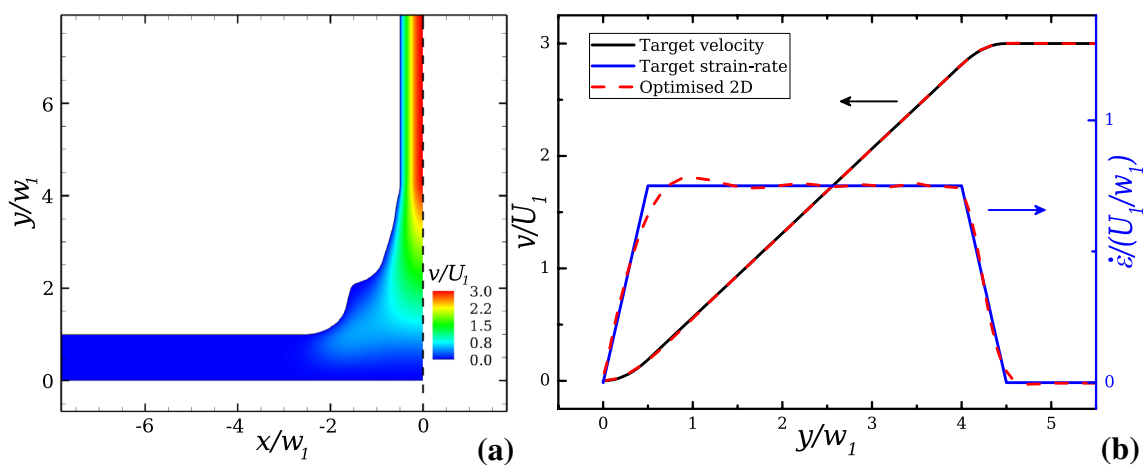 y/w₁
6
4
2
0
v/U₁
3.0
2.2
1.5
0.8
0.0
-6
-4
-2
0
x/w₁
(a)
Target velocity
Target strain-rate
Optimised 2D
v/U₁
3
2
1
0
0
1
2
3
4
5
y/w₁
1
0
ε̇/(U₁/w₁)
(b)